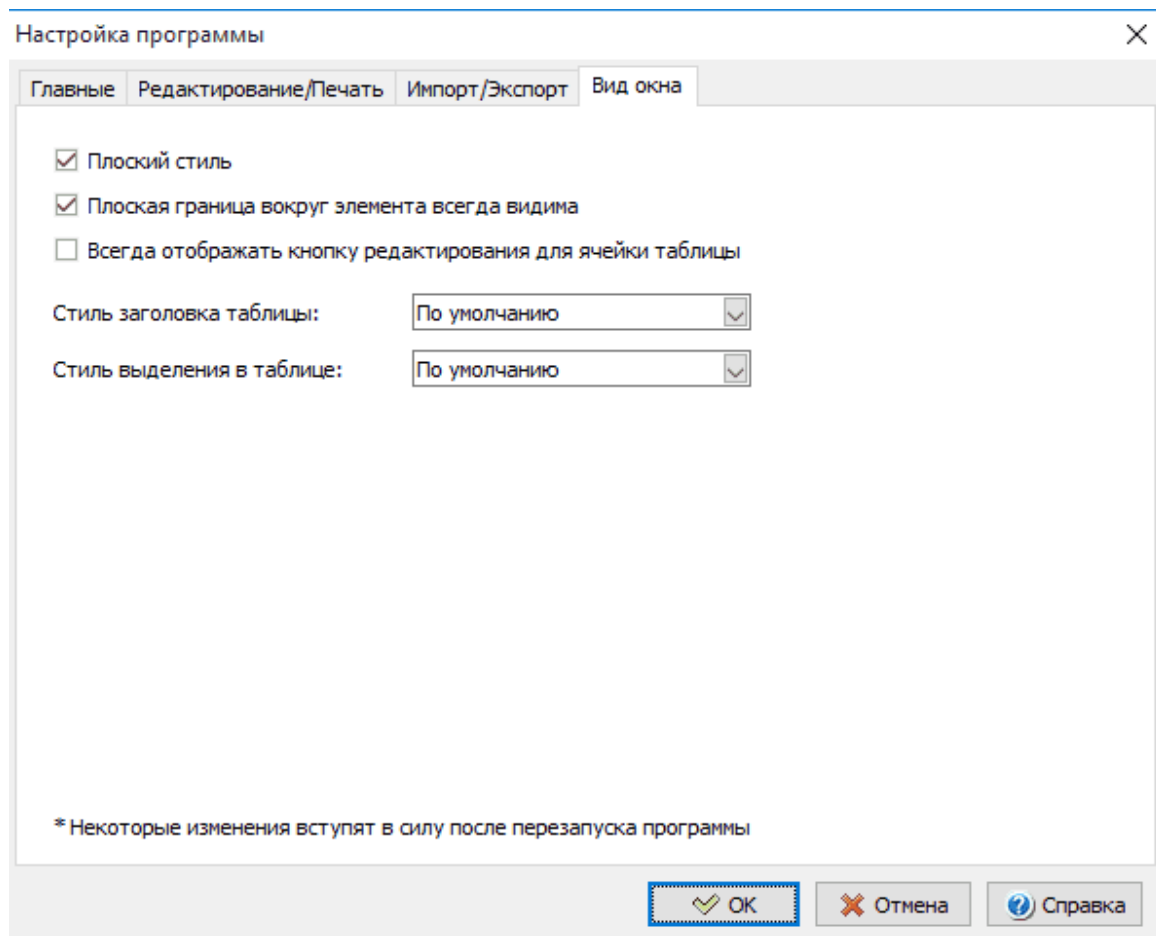 Настройка программы
Главные Редактирование/Печать Импорт/Экспорт Вид окна
Плоский стиль
Плоская граница вокруг элемента всегда видима
Всегда отображать кнопку редактирования для ячейки таблицы
Стиль заголовка таблицы: По умолчанию
Стиль выделения в таблице: По умолчанию
* Некоторые изменения вступят в силу после перезапуска программы
ОК Отмена Справка